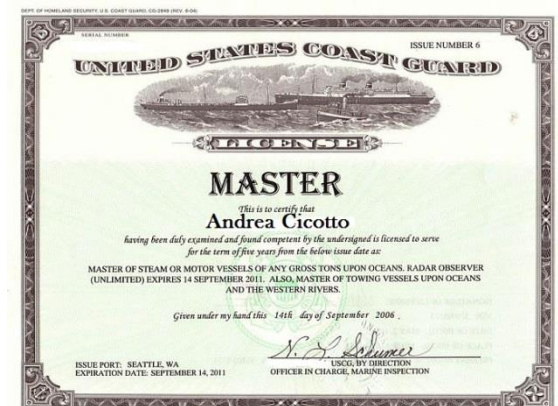 DEPT. OF HOMELAND SECURITY, U.S. COAST GUARD, CG-2849 (REV. 6-04)
SERIAL NUMBER
ISSUE NUMBER 6
UNITED STATES COAST GUARD
LICENSE
MASTER
This is to certify that
Andrea Cicotto
having been duly examined and found competent by the undersigned is licensed to serve
for the term of five years from the below issue date as:
MASTER OF STEAM OR MOTOR VESSELS OF ANY GROSS TONS UPON OCEANS. RADAR OBSERVER
(UNLIMITED) EXPIRES 14 SEPTEMBER 2011. ALSO, MASTER OF TOWING VESSELS UPON OCEANS
AND THE WESTERN RIVERS.
Given under my hand this 14th day of September 2006.
N. L. Schumer
ISSUE PORT: SEATTLE, WA
EXPIRATION DATE: SEPTEMBER 14, 2011
USCG, BY DIRECTION
OFFICER IN CHARGE, MARINE INSPECTION